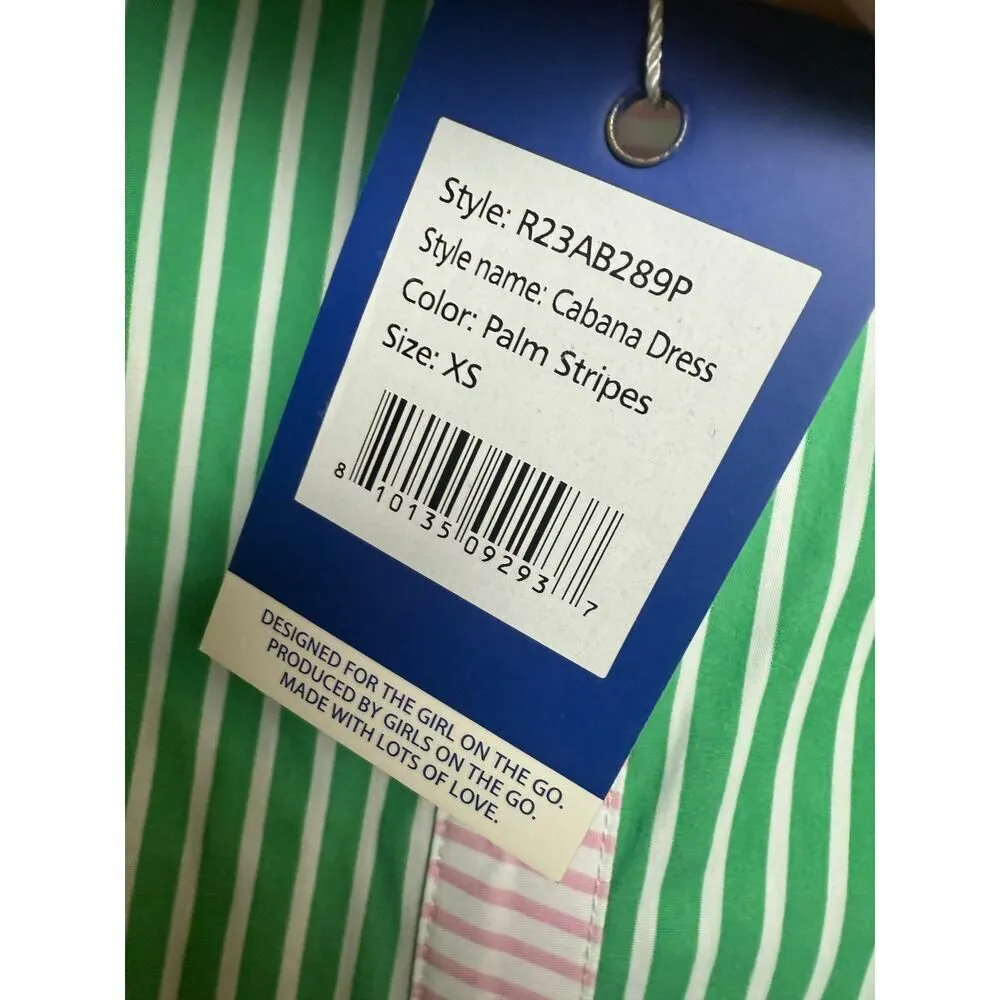 Style: R23AB289P
Style name: Cabana Dress
Color: Palm Stripes
Size: XS
8 10135 09293 7
DESIGNED FOR THE GIRL ON THE GO.
PRODUCED BY GIRLS ON THE GO.
MADE WITH LOTS OF LOVE.